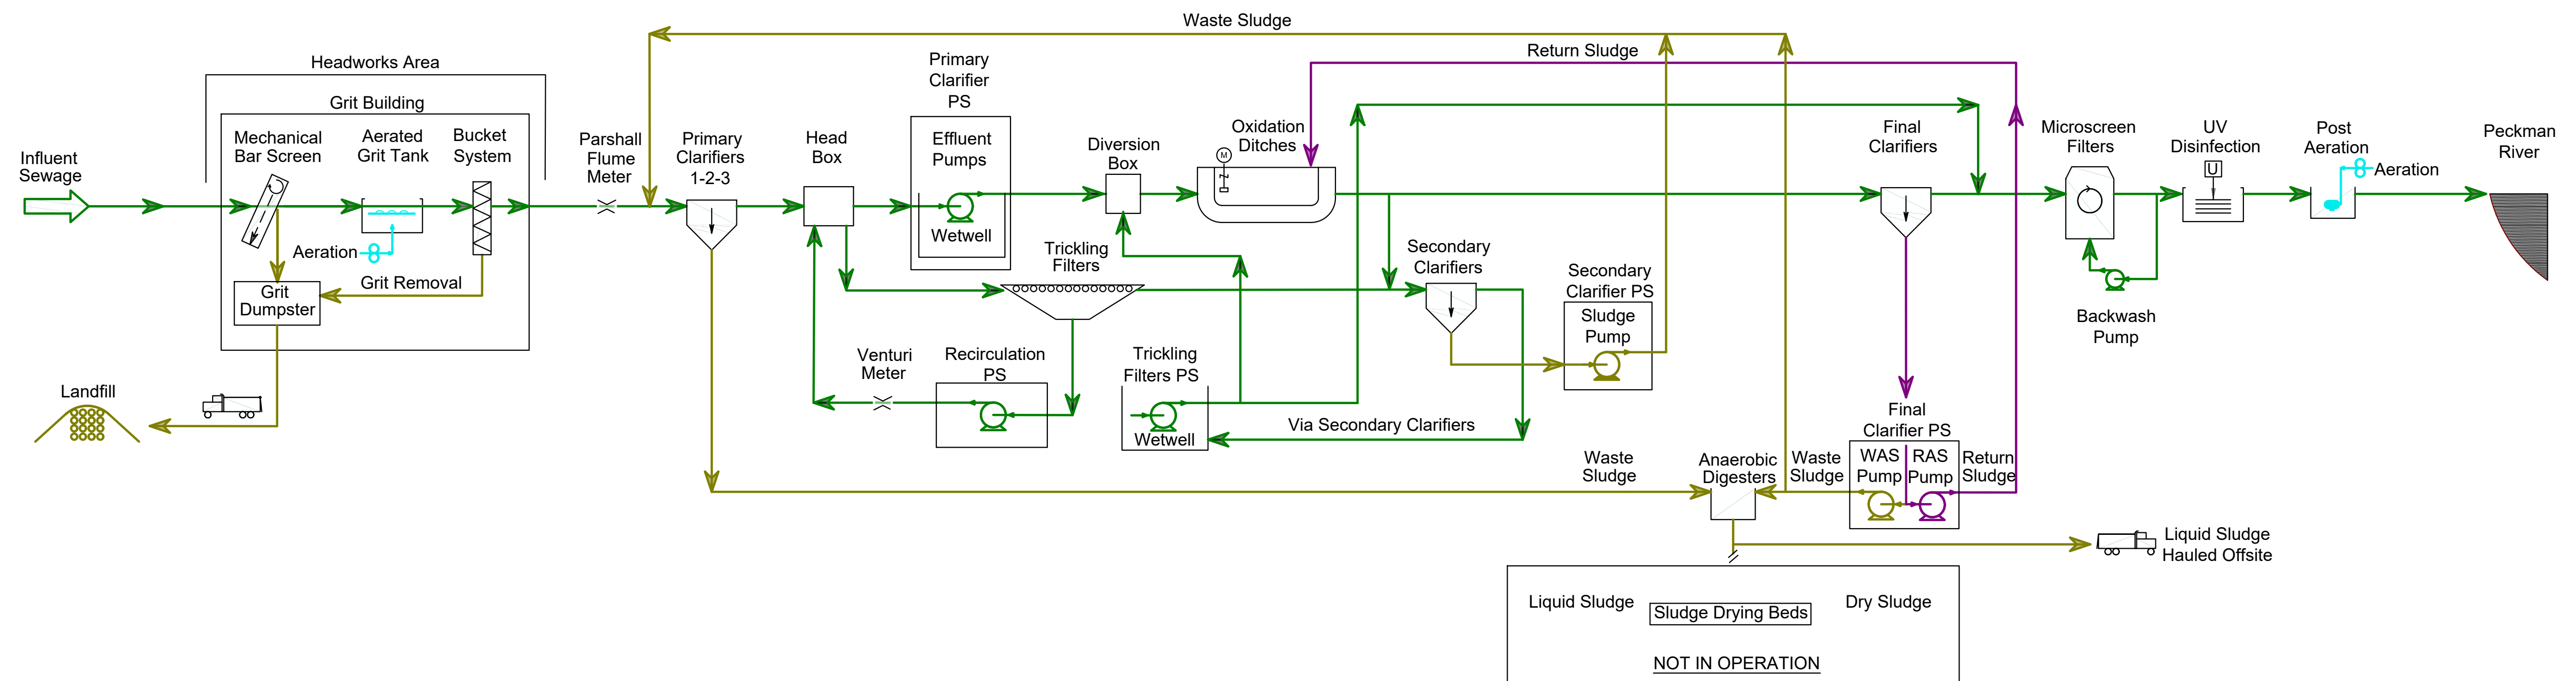 Waste Sludge
Return Sludge
Headworks Area
Grit Building
Mechanical
Bar Screen
Aerated
Grit Tank
Bucket
System
Influent
Sewage
Aeration
Grit Removal
Grit
Dumpster
Landfill
Parshall
Flume
Meter
Primary
Clarifiers
1-2-3
Head
Box
Primary
Clarifier
PS
Effluent
Pumps
Wetwell
Diversion
Box
Oxidation
Ditches
M
Trickling
Filters
Venturi
Meter
Recirculation
PS
Trickling
Filters PS
Wetwell
Via Secondary Clarifiers
Secondary
Clarifiers
Secondary
Clarifier PS
Sludge
Pump
Final
Clarifiers
Microscreen
Filters
UV
Disinfection
U
Post
Aeration
Aeration
Peckman
River
Backwash
Pump
Final
Clarifier PS
WAS
Pump
RAS
Pump
Return
Sludge
Waste
Sludge
Anaerobic
Digesters
Waste
Sludge
Liquid Sludge
Hauled Offsite
Liquid Sludge
Sludge Drying Beds
Dry Sludge
NOT IN OPERATION